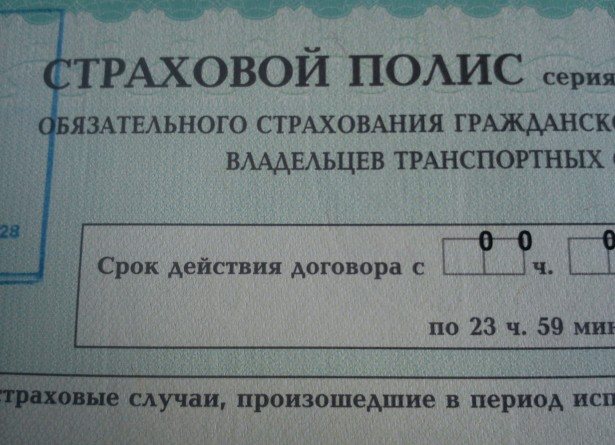 СТРАХОВОЙ ПОЛИС серия
ОБЯЗАТЕЛЬНОГО СТРАХОВАНИЯ ГРАЖДАНСКО
ВЛАДЕЛЬЦЕВ ТРАНСПОРТНЫХ С
28
Срок действия договора с 0 0 ч. 0
по 23 ч. 59 мин
страховые случаи, произошедшие в период исп